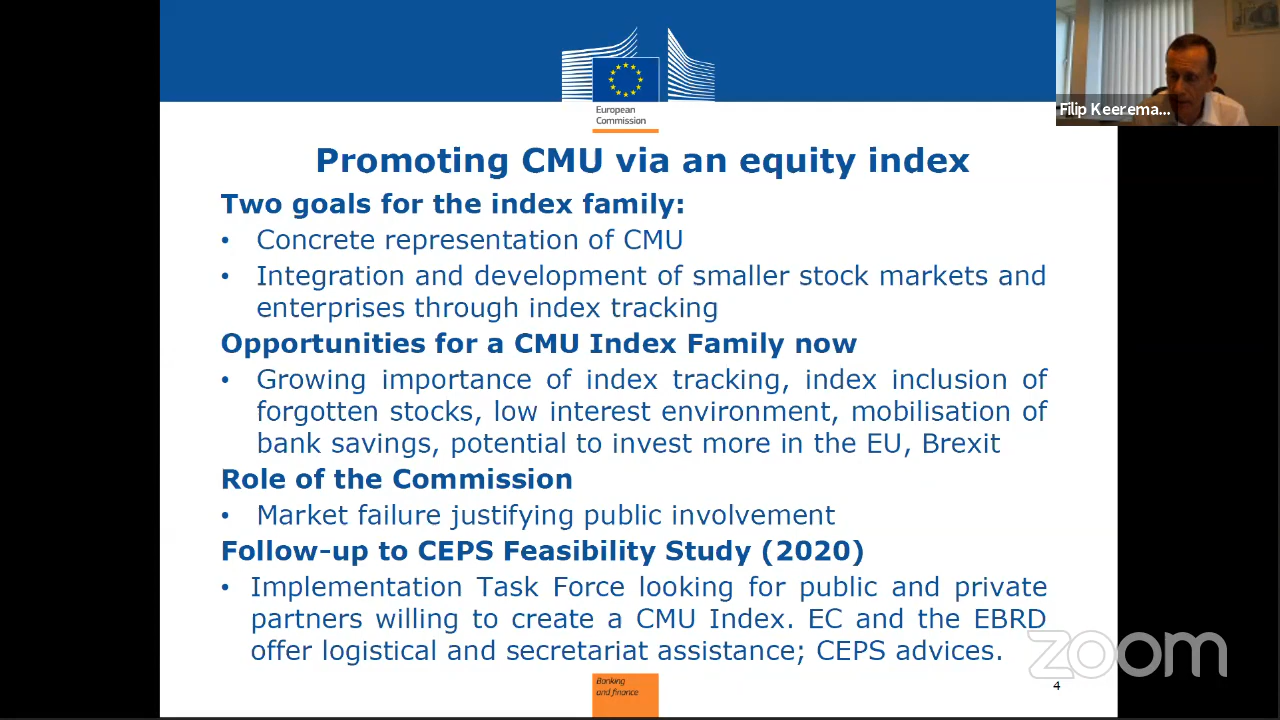 European
Commission
Filip Keerema...
Promoting CMU via an equity index
Two goals for the index family:
• Concrete representation of CMU
• Integration and development of smaller stock markets and
enterprises through index tracking
Opportunities for a CMU Index Family now
• Growing importance of index tracking, index inclusion of
forgotten stocks, low interest environment, mobilisation of
bank savings, potential to invest more in the EU, Brexit
Role of the Commission
• Market failure justifying public involvement
Follow-up to CEPS Feasibility Study (2020)
• Implementation Task Force looking for public and private
partners willing to create a CMU Index. EC and the EBRD
offer logistical and secretariat assistance; CEPS advices.
zoom
Banking
and finance
4